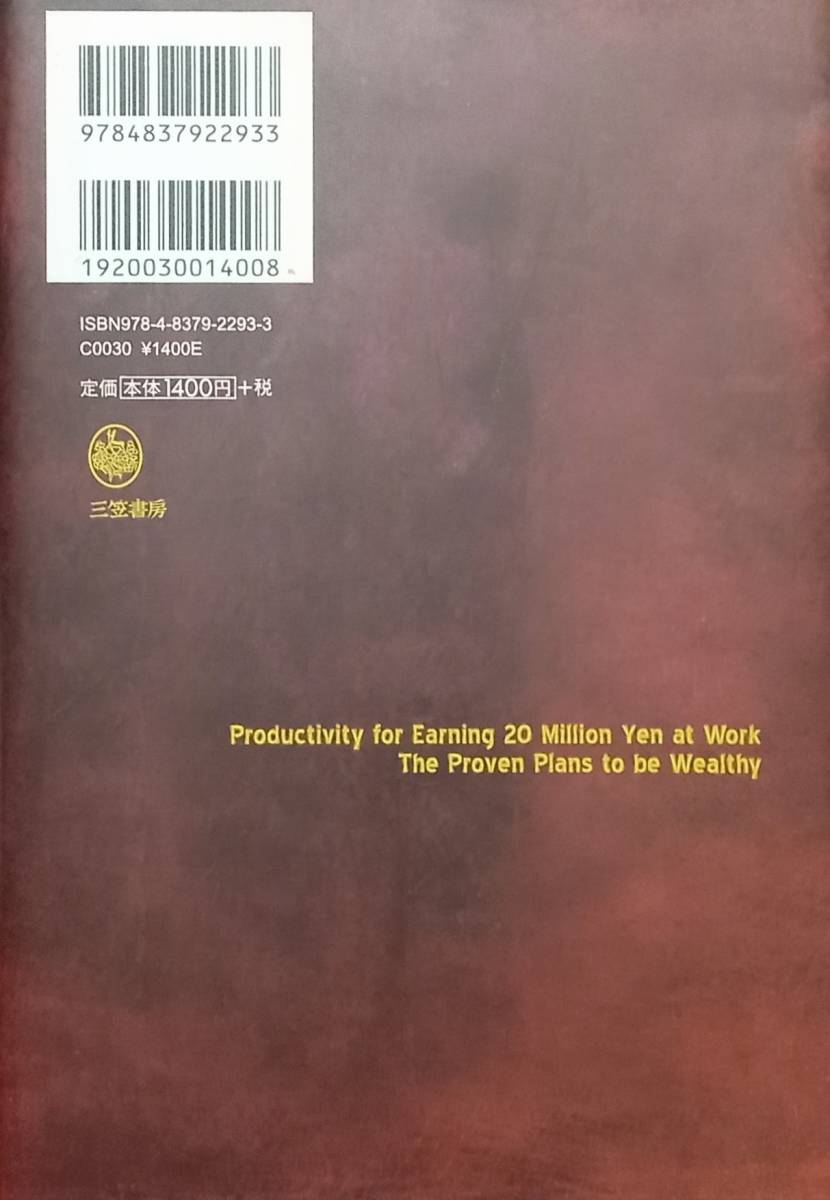 9784837922933
1920030014008
ISBN978-4-8379-2293-3
C0030 ¥1400E
定価 本体1400円+税
三笠書房
Productivity for Earning 20 Million Yen at Work
The Proven Plans to be Wealthy